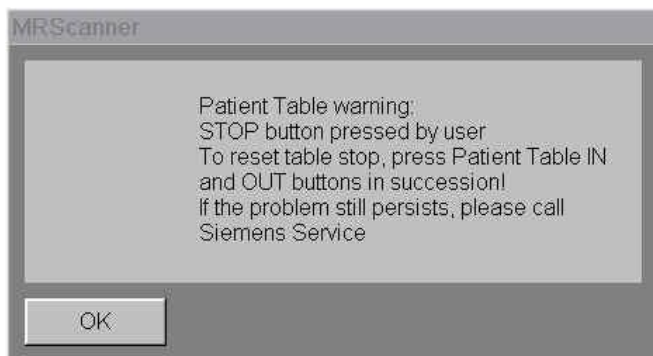 MRScanner
Patient Table warning:
STOP button pressed by user
To reset table stop, press Patient Table IN
and OUT buttons in succession!
If the problem still persists, please call
Siemens Service
OK